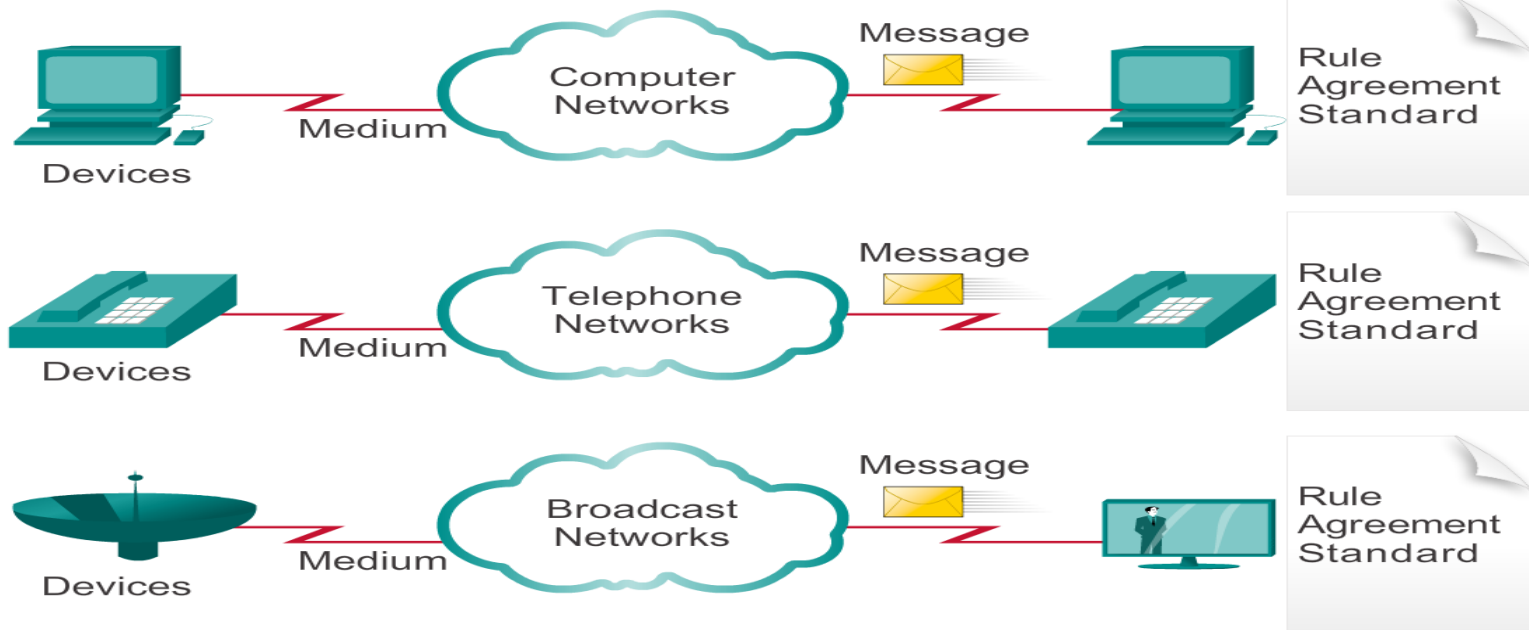 Message
Computer
Networks
Medium
Devices
Rule
Agreement
Standard
Message
Telephone
Networks
Medium
Devices
Rule
Agreement
Standard
Message
Broadcast
Networks
Medium
Devices
Rule
Agreement
Standard